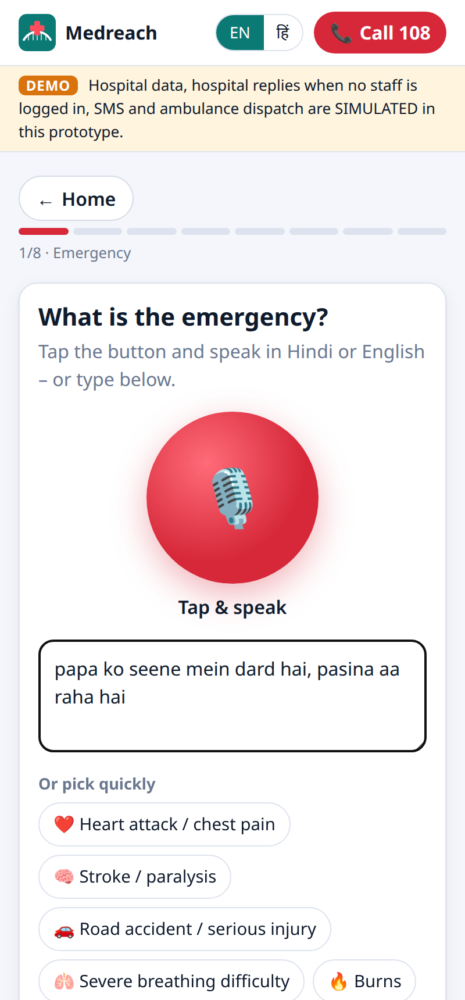 Medreach
EN
हिं
📞 Call 108
DEMO Hospital data, hospital replies when no staff is
logged in, SMS and ambulance dispatch are SIMULATED in
this prototype.
← Home
1/8 · Emergency
What is the emergency?
Tap the button and speak in Hindi or English
– or type below.
Tap & speak
papa ko seene mein dard hai, pasina aa
raha hai
Or pick quickly
❤️ Heart attack / chest pain
🧠 Stroke / paralysis
🚗 Road accident / serious injury
🫁 Severe breathing difficulty
🔥 Burns